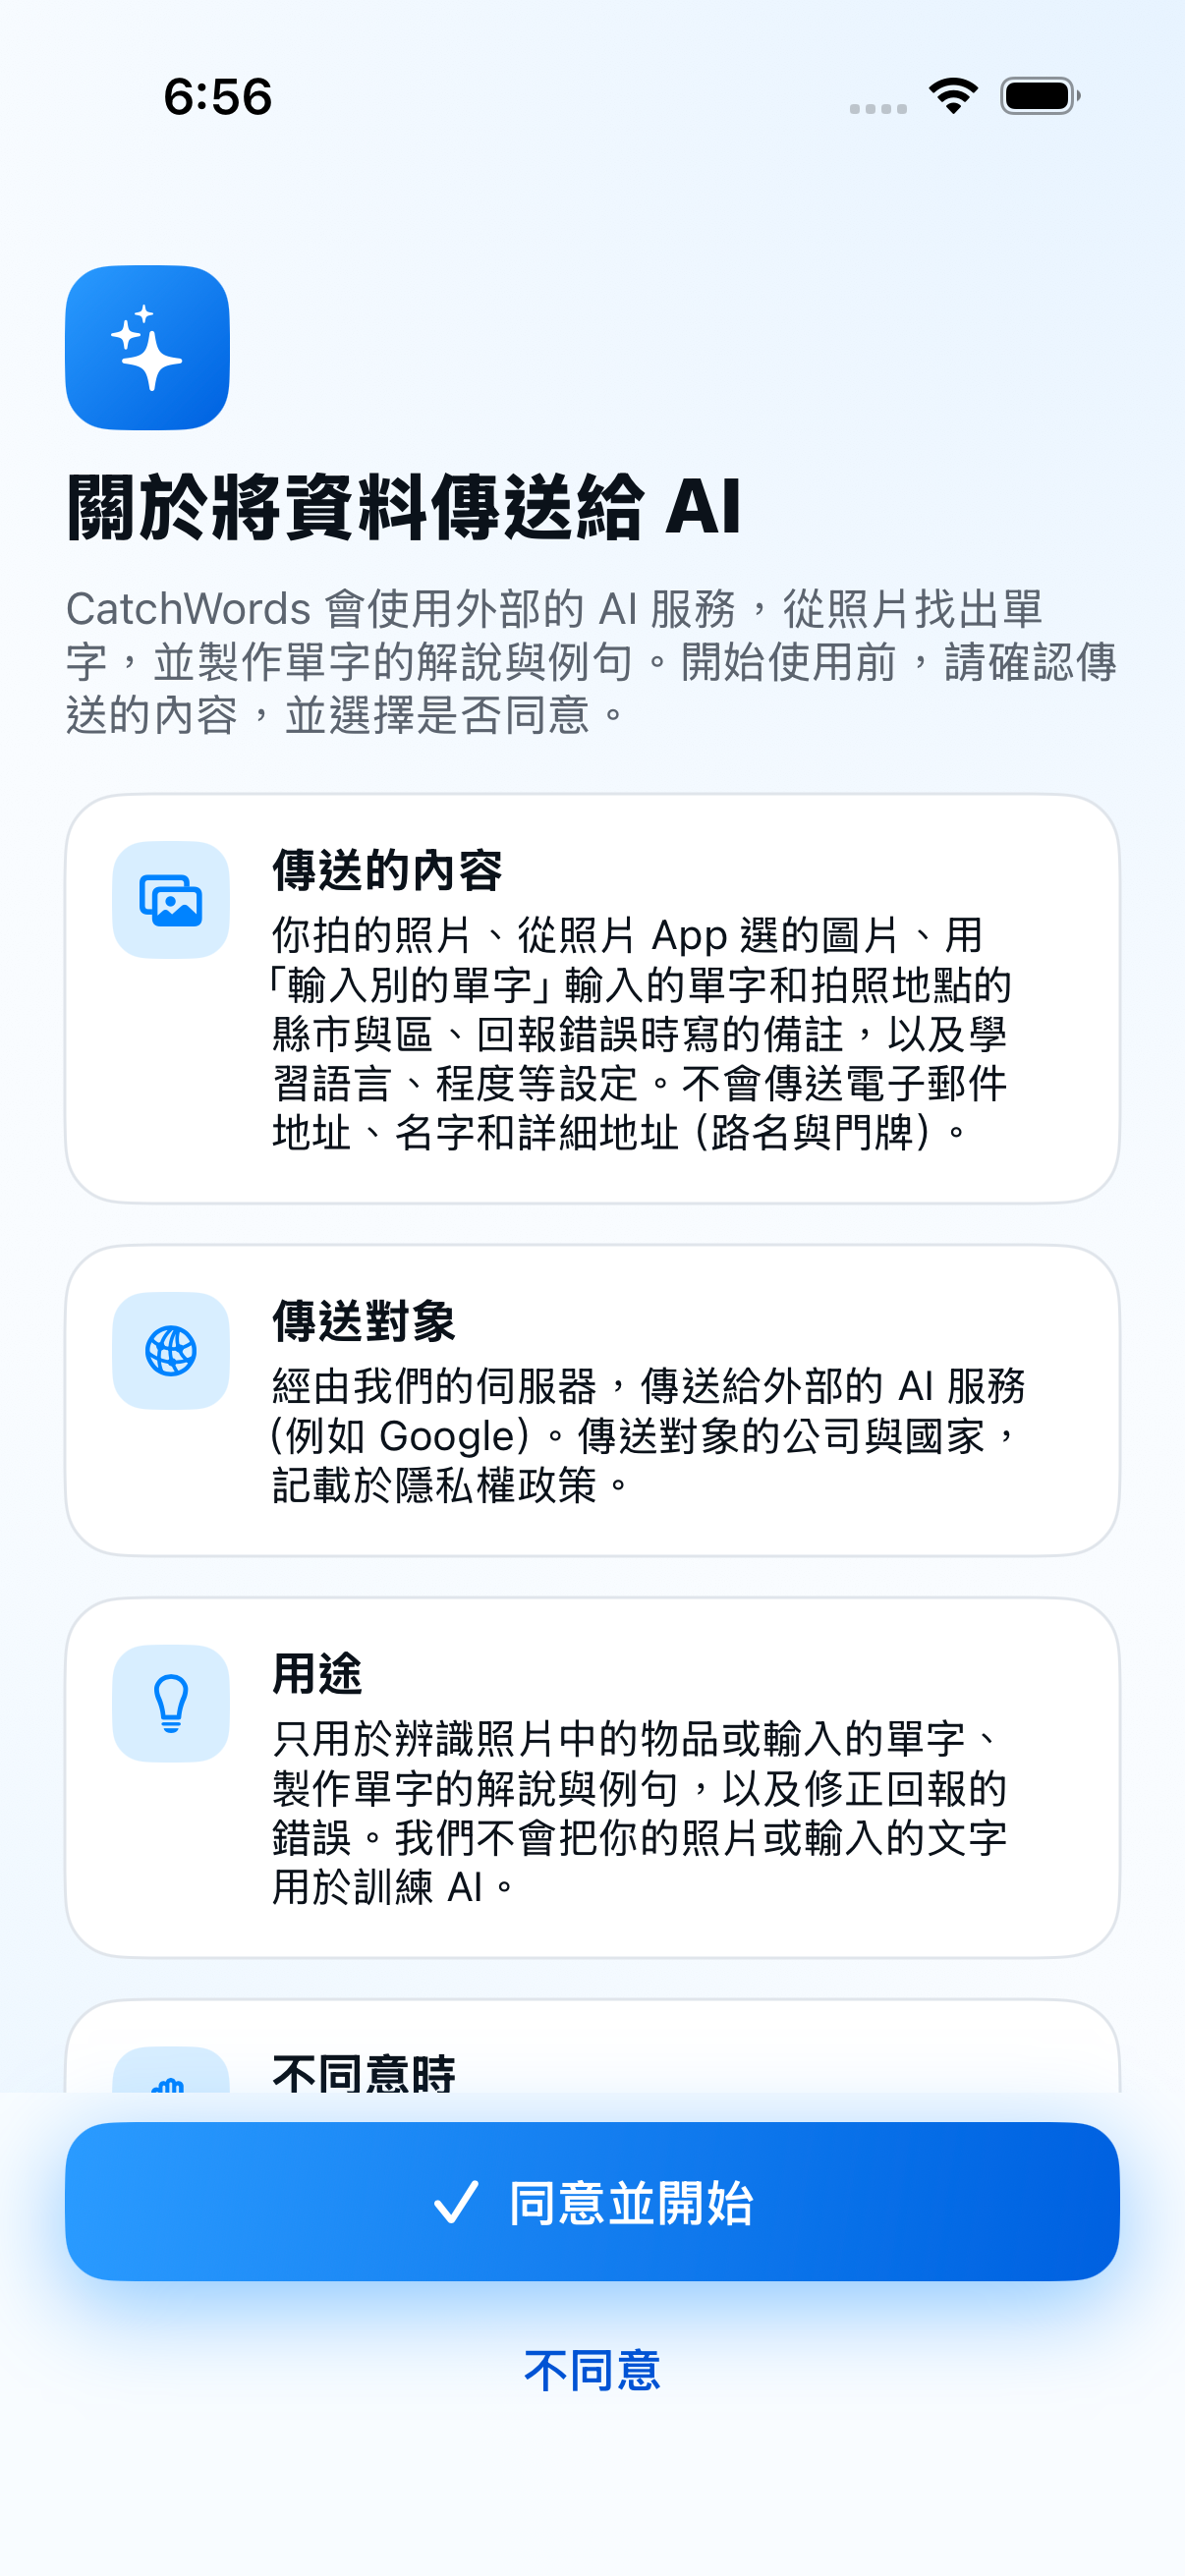 6:56
關於將資料傳送給 AI
CatchWords 會使用外部的 AI 服務，從照片找出單
字，並製作單字的解說與例句。開始使用前，請確認傳
送的內容，並選擇是否同意。
傳送的內容
你拍的照片、從照片 App 選的圖片、用
「輸入別的單字」輸入的單字和拍照地點的
縣市與區、回報錯誤時寫的備註，以及學
習語言、程度等設定。不會傳送電子郵件
地址、名字和詳細地址（路名與門牌）。
傳送對象
經由我們的伺服器，傳送給外部的 AI 服務
（例如 Google）。傳送對象的公司與國家，
記載於隱私權政策。
用途
只用於辨識照片中的物品或輸入的單字、
製作單字的解說與例句，以及修正回報的
錯誤。我們不會把你的照片或輸入的文字
用於訓練 AI。
不同意時
同意並開始
不同意